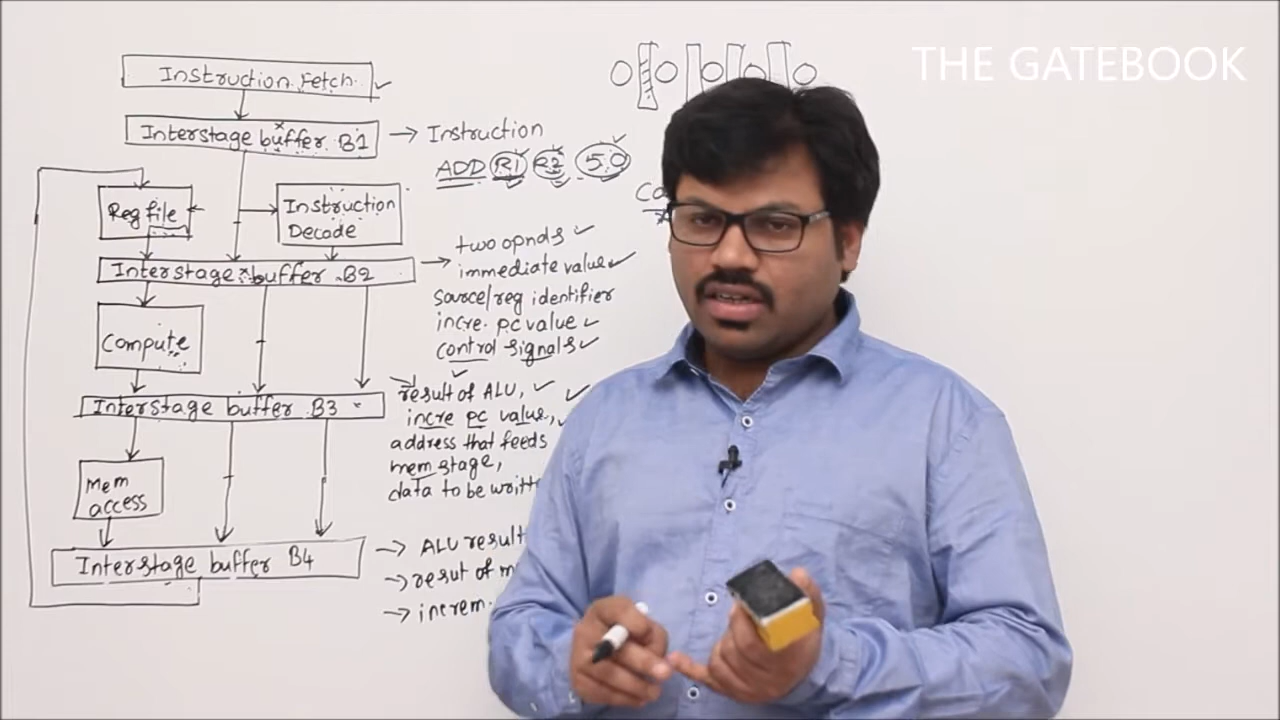 THE GATEBOOK
Instruction Fetch
Interstage buffer B1
Instruction
ADD R1 R2 50
Reg file
Instruction
Decode
Interstage buffer B2
two opnds
immediate value
source/reg identifier
incre. pc value
control signals
Compute
Interstage buffer B3
result of ALU,
incre pc value,
address that feeds
mem stage,
data to be writt
Mem
access
Interstage buffer B4
ALU result
resut of m
increm.